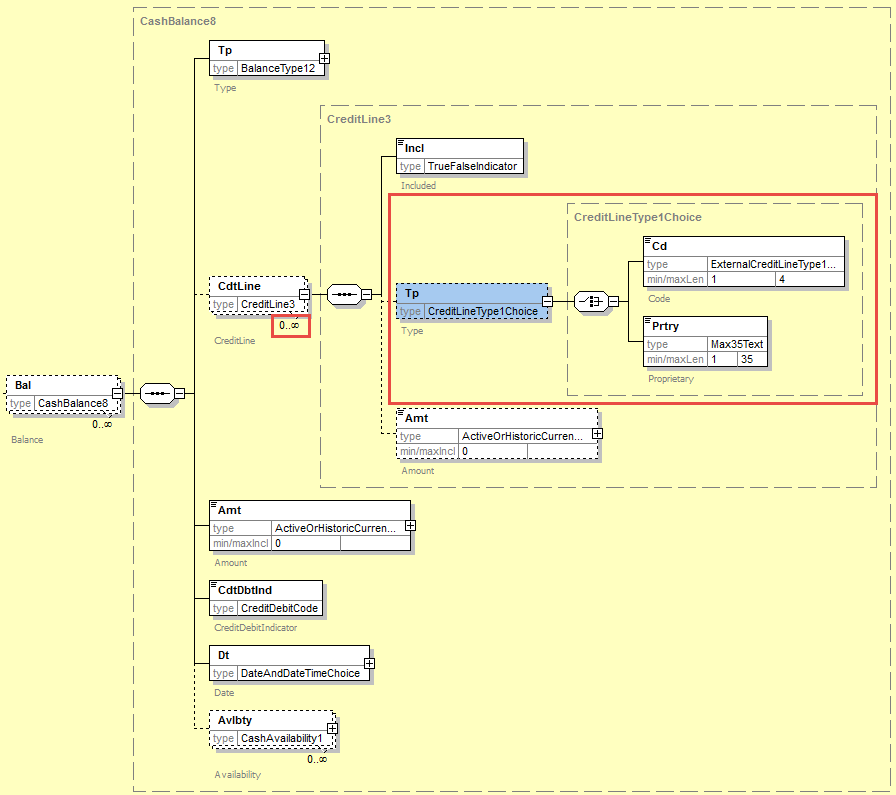 CashBalance8
Tp
type BalanceType12
Type
CreditLine3
Incl
type TrueFalseIndicator
Included
CreditLineType1Choice
Cd
type ExternalCreditLineType1...
min/maxLen 1 4
Code
CdtLine
type CreditLine3
0..∞
CreditLine
Tp
type CreditLineType1Choice
Type
Prtry
type Max35Text
min/maxLen 1 35
Proprietary
Bal
type CashBalance8
0..∞
Balance
Amt
type ActiveOrHistoricCurren...
min/maxIncl 0
Amount
Amt
type ActiveOrHistoricCurren...
min/maxIncl 0
Amount
CdtDbtInd
type CreditDebitCode
CreditDebitIndicator
Dt
type DateAndDateTimeChoice
Date
Avlbty
type CashAvailability1
0..∞
Availability